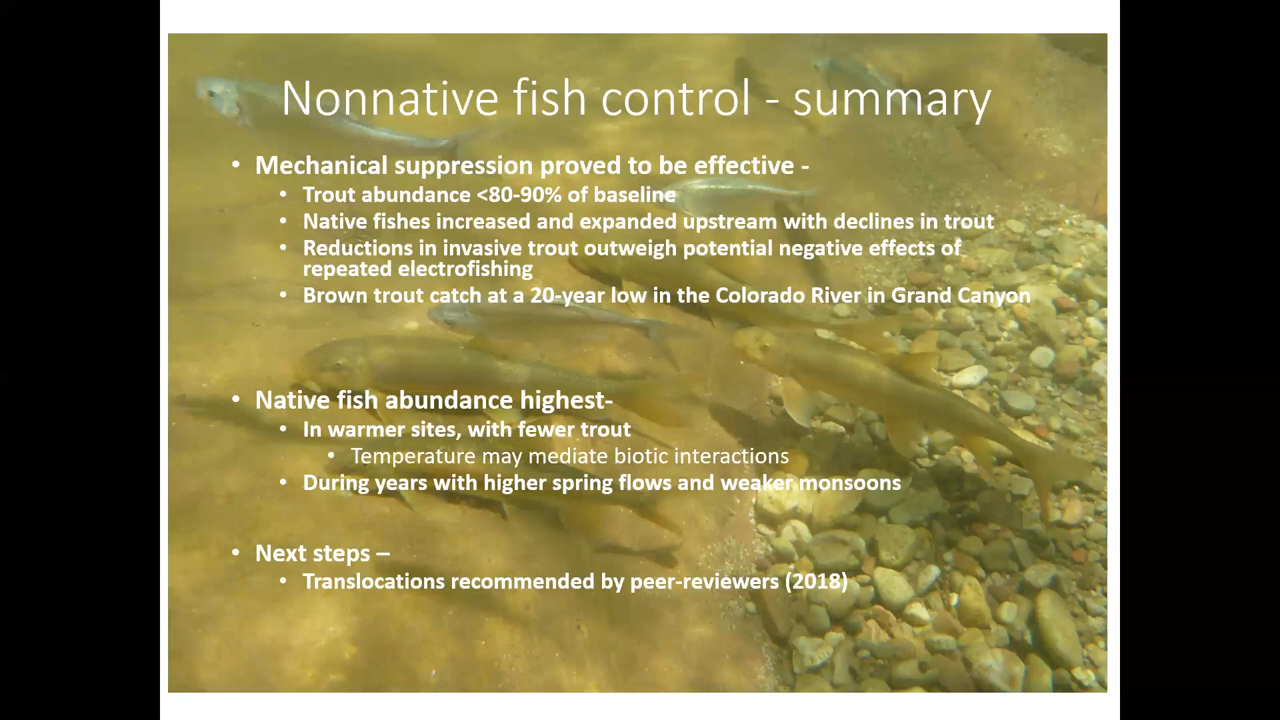 Nonnative fish control - summary
• Mechanical suppression proved to be effective -
• Trout abundance <80-90% of baseline
• Native fishes increased and expanded upstream with declines in trout
• Reductions in invasive trout outweigh potential negative effects of
repeated electrofishing
• Brown trout catch at a 20-year low in the Colorado River in Grand Canyon
• Native fish abundance highest-
• In warmer sites, with fewer trout
• Temperature may mediate biotic interactions
• During years with higher spring flows and weaker monsoons
• Next steps –
• Translocations recommended by peer-reviewers (2018)